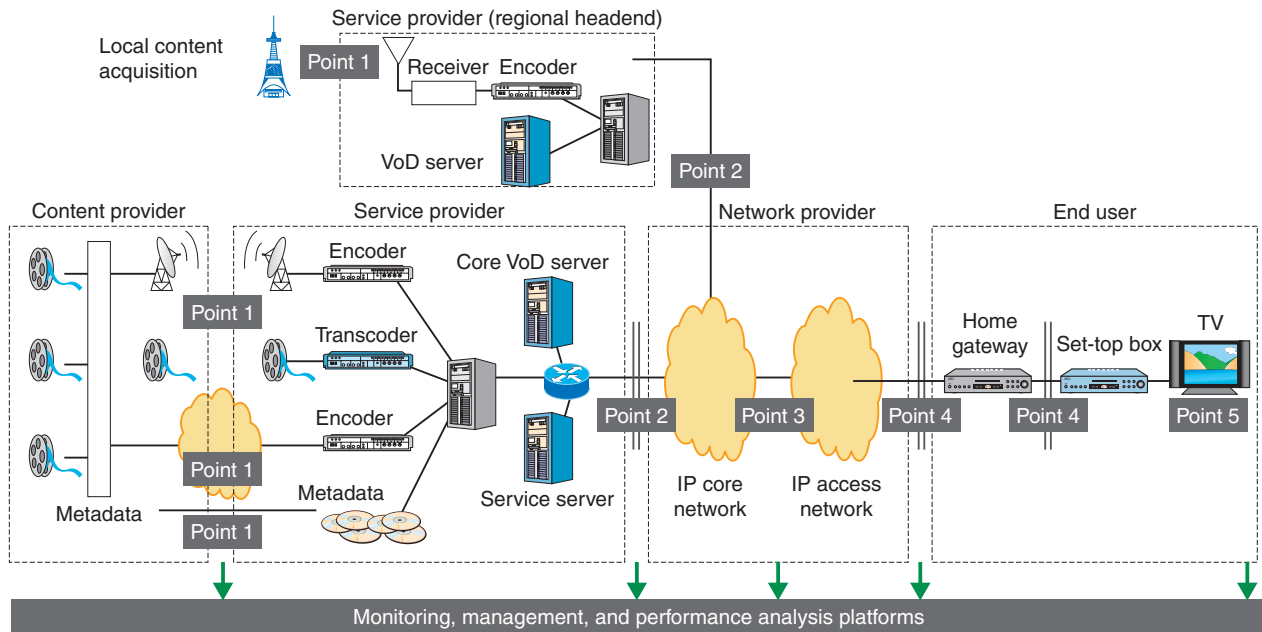 Service provider (regional headend)
Local content
acquisition
Point 1
Receiver
Encoder
VoD server
Point 2
Content provider
Service provider
Network provider
End user
Encoder
Core VoD server
Point 1
Transcoder
Home
gateway
Set-top box
TV
Encoder
Point 2
Point 3
Point 4
Point 4
Point 5
Point 1
Metadata
Service server
IP core
network
IP access
network
Metadata
Point 1
Monitoring, management, and performance analysis platforms